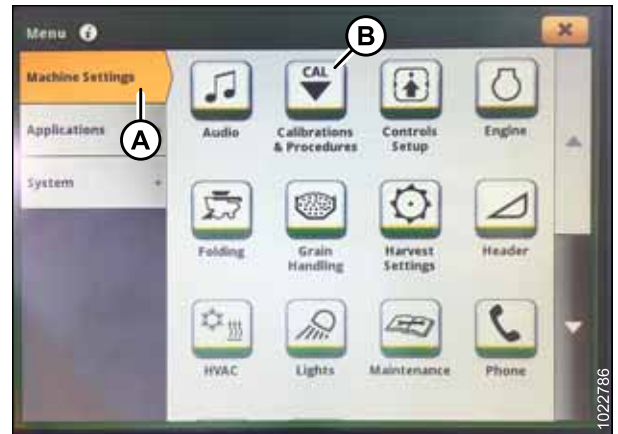 Menu i
B
Machine Settings
A
Applications
System +
CAL
Audio
Calibrations
& Procedures
Controls
Setup
Engine
Folding
Grain
Handling
Harvest
Settings
Header
HVAC
Lights
Maintenance
Phone
1022786